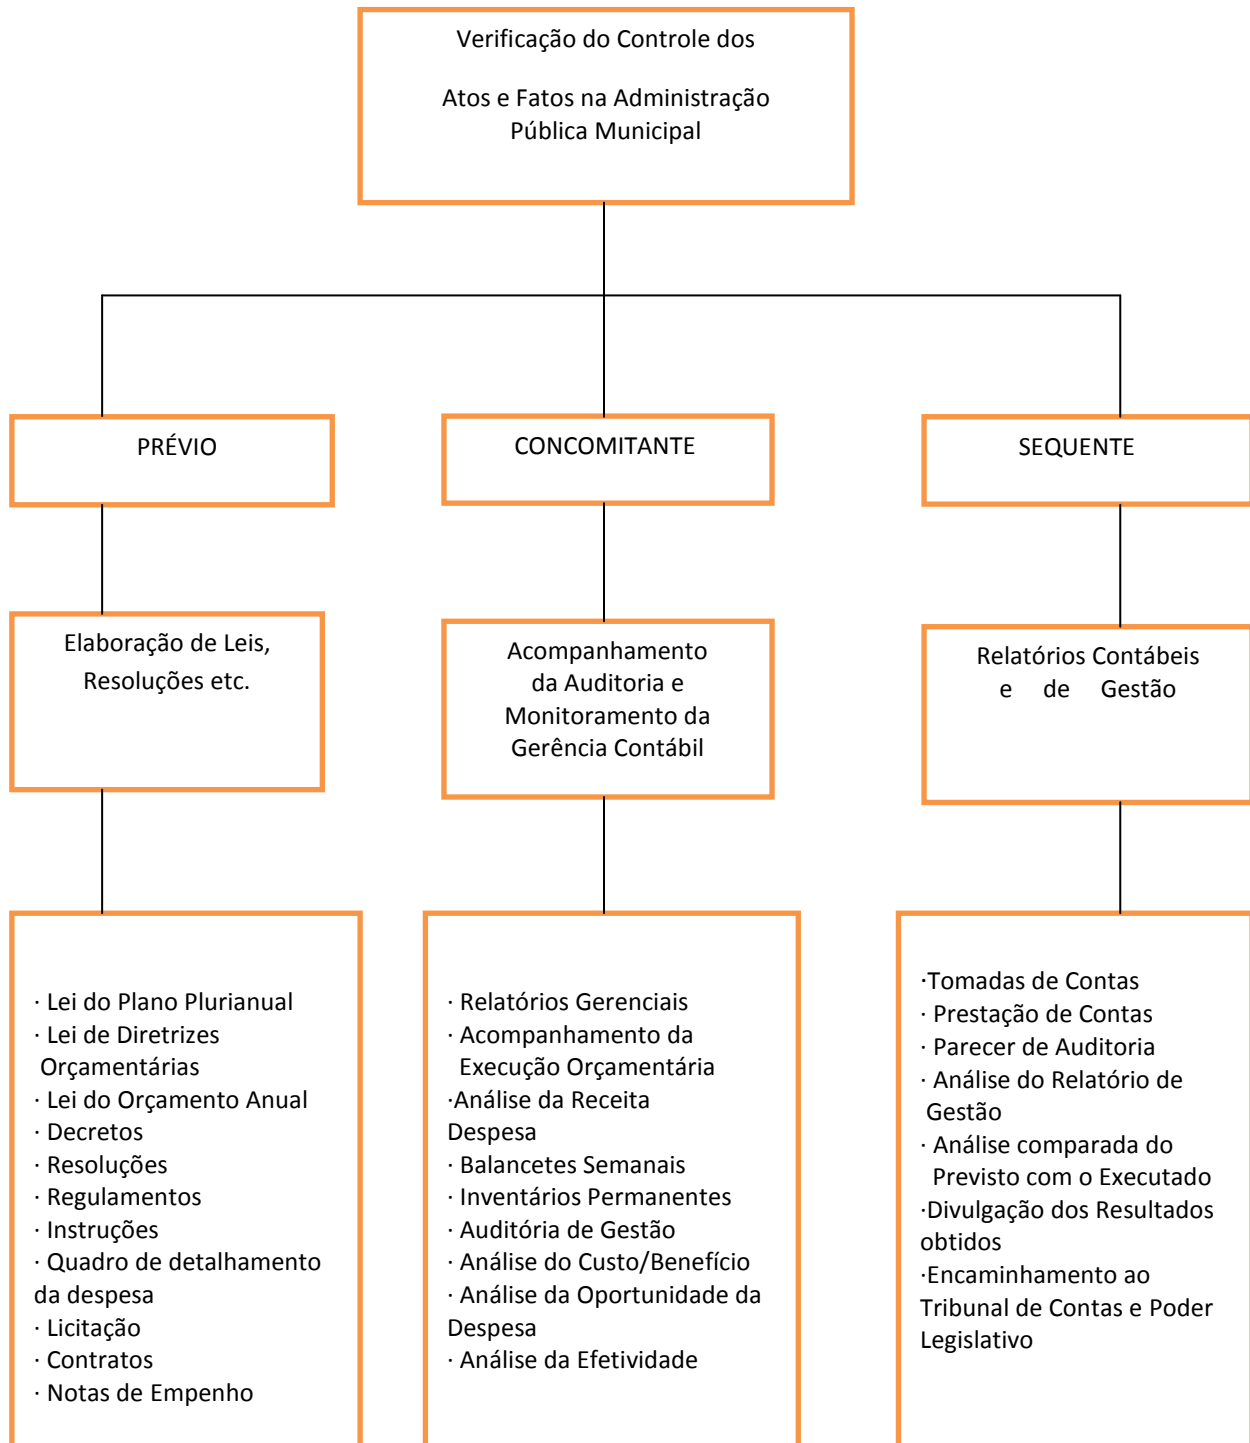 Verificação do Controle dos
Atos e Fatos na Administração
Pública Municipal
PRÉVIO
CONCOMITANTE
SEQUENTE
Elaboração de Leis,
Resoluções etc.
Acompanhamento
da Auditoria e
Monitoramento da
Gerência Contábil
Relatórios Contábeis
e de Gestão
· Lei do Plano Plurianual
· Lei de Diretrizes
Orçamentárias
· Lei do Orçamento Anual
· Decretos
· Resoluções
· Regulamentos
· Instruções
· Quadro de detalhamento
da despesa
· Licitação
· Contratos
· Notas de Empenho
· Relatórios Gerenciais
· Acompanhamento da
Execução Orçamentária
·Análise da Receita
Despesa
· Balancetes Semanais
· Inventários Permanentes
· Auditória de Gestão
· Análise do Custo/Benefício
· Análise da Oportunidade da
Despesa
· Análise da Efetividade
·Tomadas de Contas
· Prestação de Contas
· Parecer de Auditoria
· Análise do Relatório de
Gestão
· Análise comparada do
Previsto com o Executado
·Divulgação dos Resultados
obtidos
·Encaminhamento ao
Tribunal de Contas e Poder
Legislativo